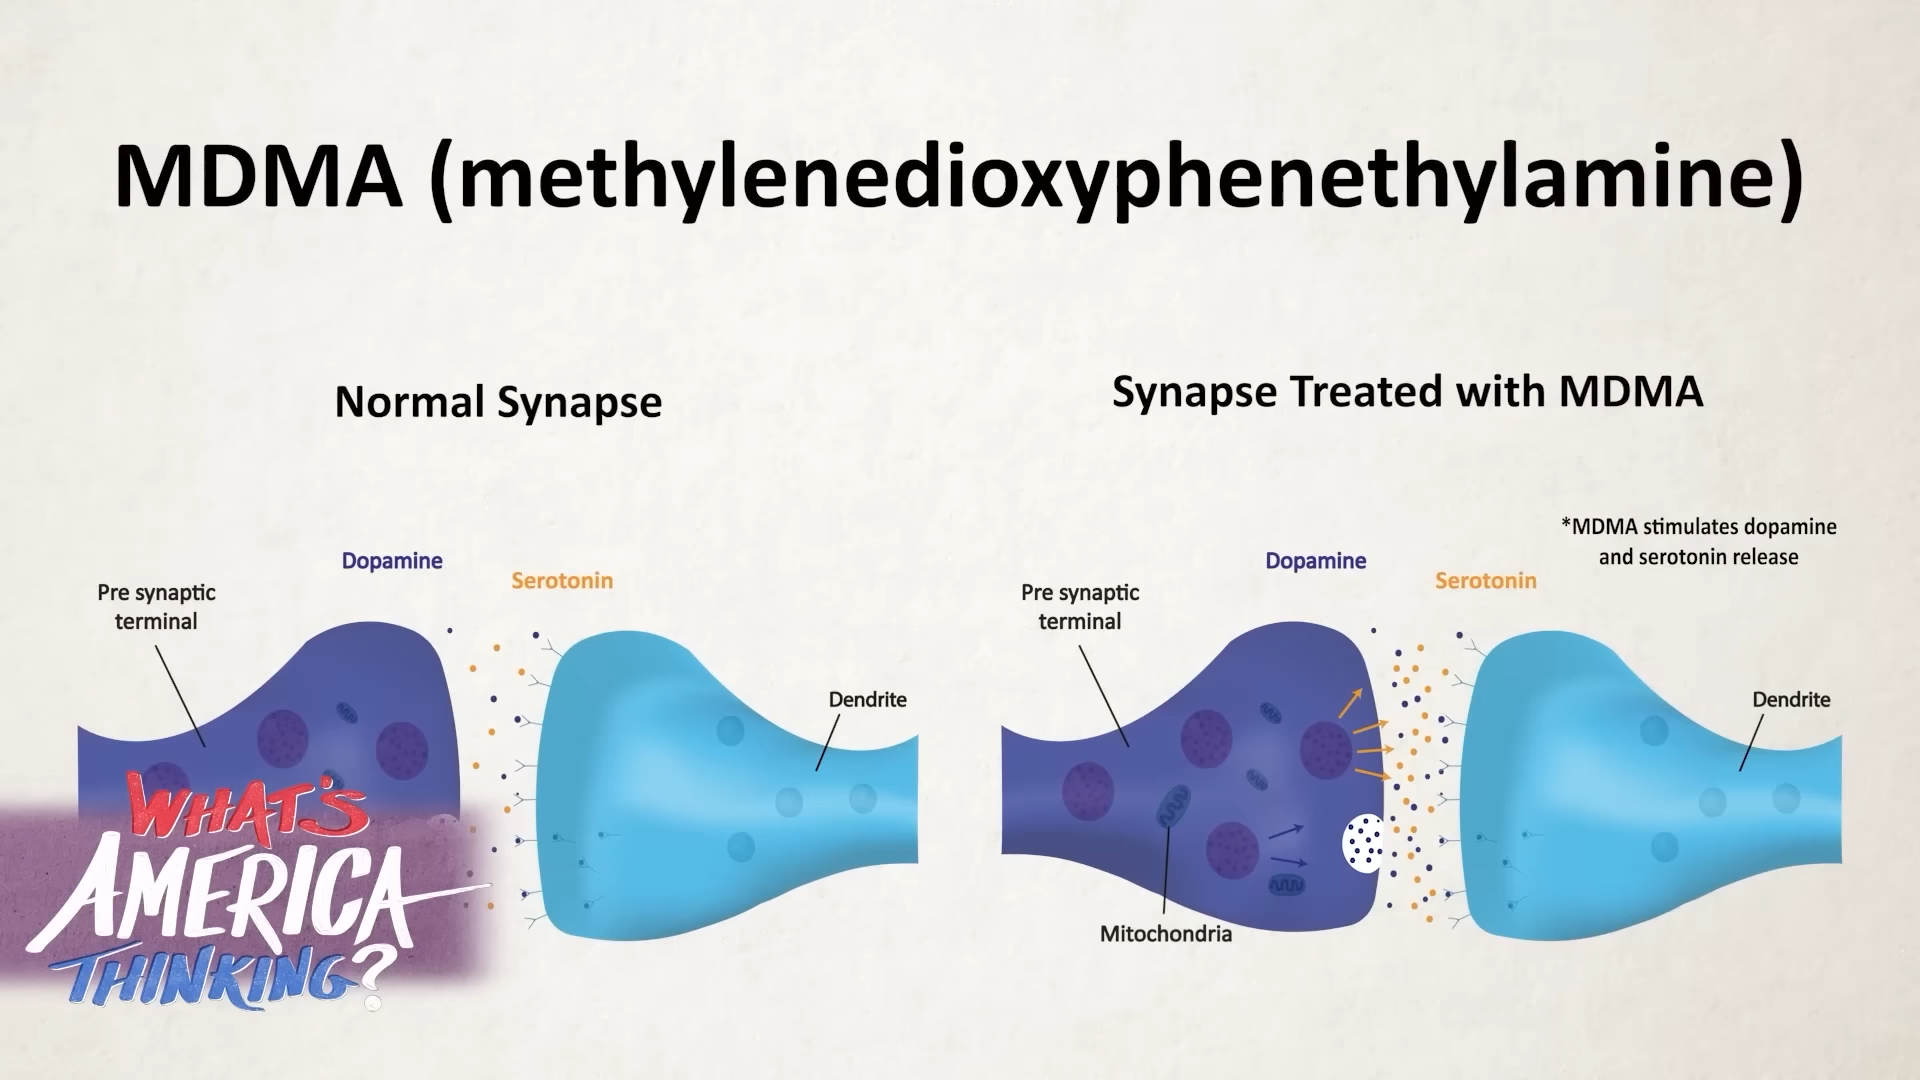 MDMA (methylenedioxyphenethylamine)
Normal Synapse
Synapse Treated with MDMA
*MDMA stimulates dopamine
and serotonin release
Dopamine
Serotonin
Pre synaptic
terminal
Dendrite
Dopamine
Serotonin
Pre synaptic
terminal
Dendrite
Mitochondria
WHAT'S
AMERICA
THINKING?